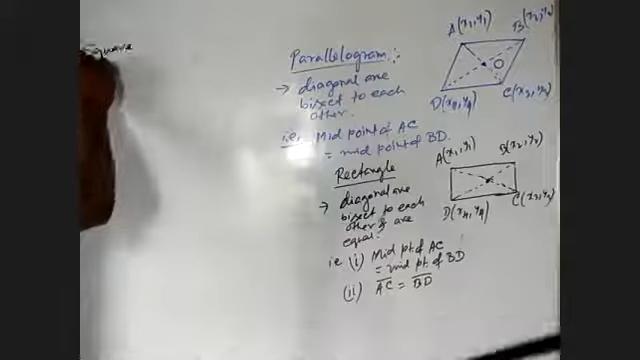 Square
Parallelogram :-
→ diagonal are
bisect to each
other.
i.e., Mid point of AC
= mid point of BD.
A(x₁,y₁)
B(x₂,y₂)
O
D(x₄,y₄)
C(x₃,y₃)
Rectangle
→ diagonal are
bisect to each
other & are
equal.
i.e (i) Mid pt. of AC
= mid pt. of BD
(ii) AC = BD
A(x₁,y₁)
B(x₂,y₂)
D(x₄,y₄)
C(x₃,y₃)